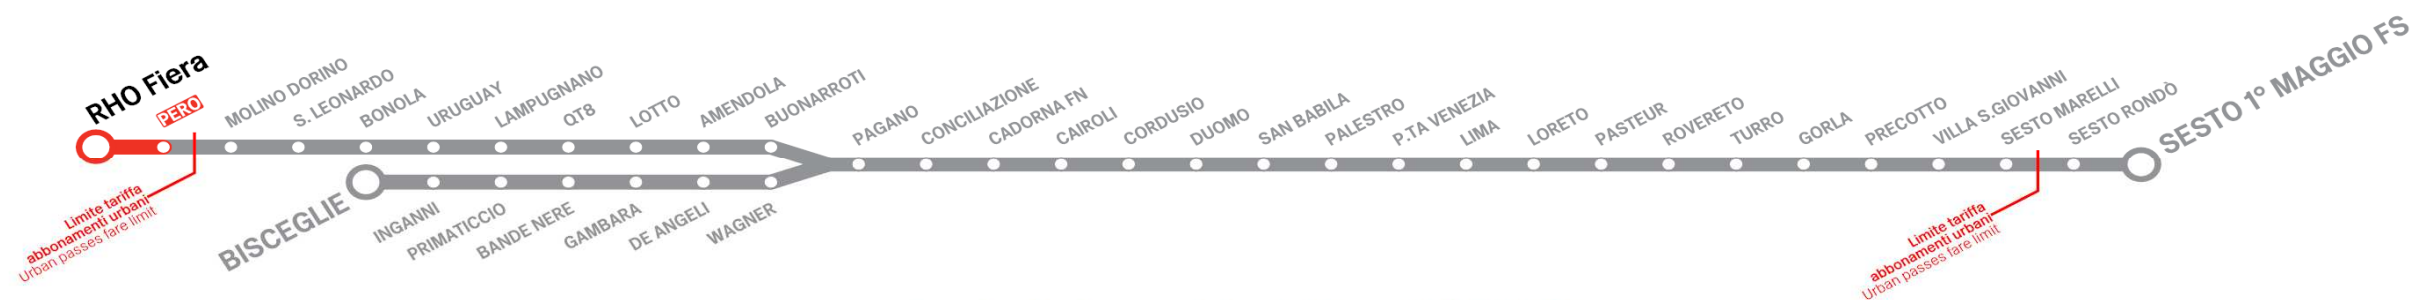 RHO Fiera
PERO
MOLINO DORINO
S. LEONARDO
BONOLA
URUGUAY
LAMPUGNANO
QT8
LOTTO
AMENDOLA
BUONARROTI
PAGANO
CONCILIAZIONE
CADORNA FN
CAIROLI
CORDUSIO
DUOMO
SAN BABILA
PALESTRO
P.TA VENEZIA
LIMA
LORETO
PASTEUR
ROVERETO
TURRO
GORLA
PRECOTTO
VILLA S.GIOVANNI
SESTO MARELLI
SESTO RONDÒ
SESTO 1° MAGGIO FS
Limite tariffa
abbonamenti urbani
Urban passes fare limit
BISCEGLIE
INGANNI
PRIMATICCIO
BANDE NERE
GAMBARA
DE ANGELI
WAGNER
Limite tariffa
abbonamenti urbani
Urban passes fare limit